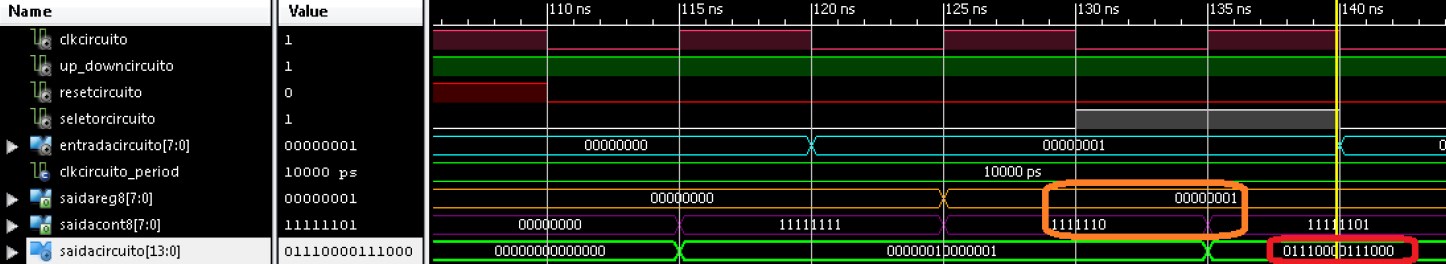 Name Value 110 ns 115 ns 120 ns 125 ns 130 ns 135 ns 140 ns
clkcircuito 1
up_downcircuito 1
resetcircuito 0
seletorcircuito 1
entradacircuito[7:0] 00000001 00000000 00000001 0
clkcircuito_period 10000 ps 10000 ps
saidareg8[7:0] 00000001 00000000 00000001
saidacont8[7:0] 11111101 00000000 11111111 1111110 11111101
saidacircuito[13:0] 01110000111000 00000000000000 00000010000001 01110000111000